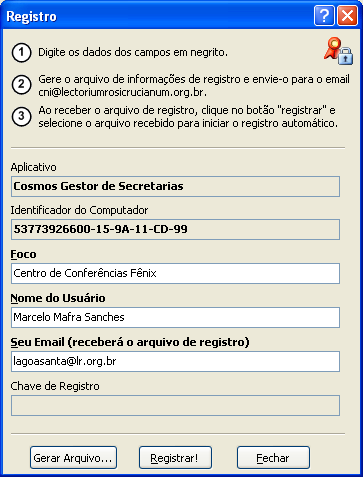 Registro
?
1 Digite os dados dos campos em negrito.
2 Gere o arquivo de informações de registro e envie-o para o email
cni@lectoriumrosicrucianum.org.br.
3 Ao receber o arquivo de registro, clique no botão "registrar" e
selecione o arquivo recebido para iniciar o registro automático.
Aplicativo
Cosmos Gestor de Secretarias
Identificador do Computador
53773926600-15-9A-11-CD-99
Foco
Centro de Conferências Fênix
Nome do Usuário
Marcelo Mafra Sanches
Seu Email (receberá o arquivo de registro)
lagoasanta@lr.org.br
Chave de Registro
Gerar Arquivo... Registrar! Fechar